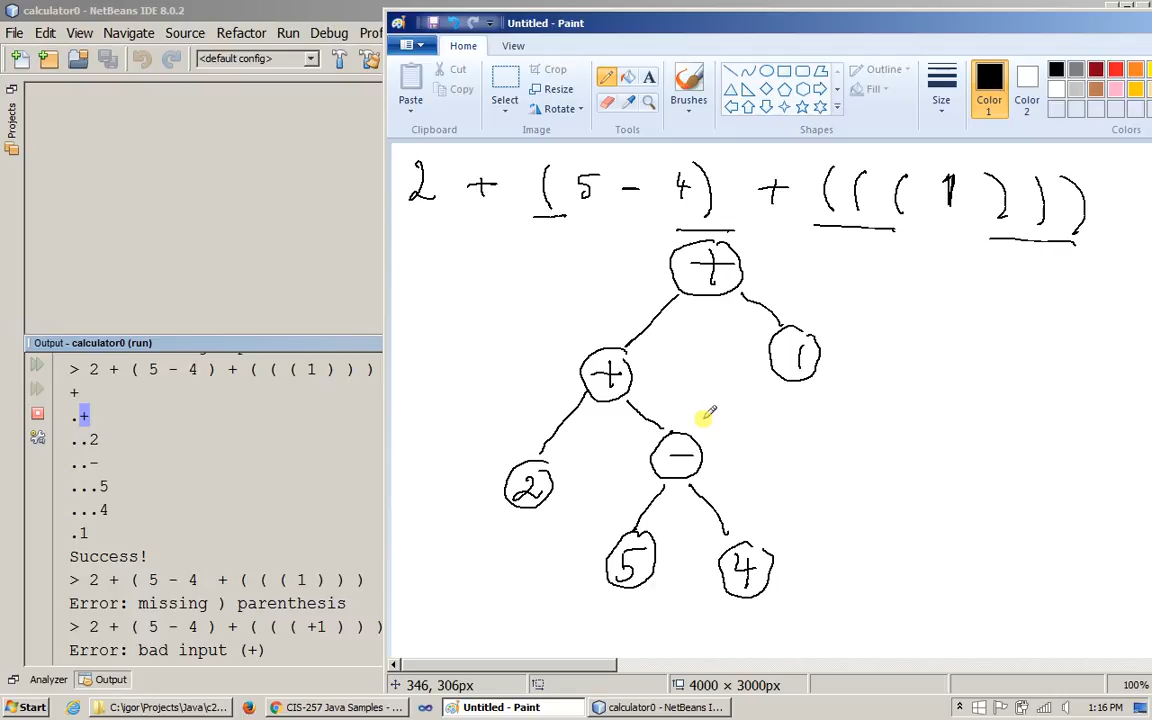 calculator0 - NetBeans IDE 8.0.2
File Edit View Navigate Source Refactor Run Debug Prof
<default config>
Projects
Output - calculator0 (run)
> 2 + ( 5 - 4 ) + ( ( ( 1 ) ) )
+
.+
..2
..-
...5
...4
.1
Success!
> 2 + ( 5 - 4  + ( ( ( 1 ) ) )
Error: missing ) parenthesis
> 2 + ( 5 - 4 ) + ( ( ( +1 ) ) )
Error: bad input (+)
Analyzer Output
Untitled - Paint
Home View
Paste
Cut
Copy
Clipboard
Select
Crop
Resize
Rotate
Image
A
Tools
Brushes
Shapes
Outline
Fill
Size
Color 1
Color 2
Colors
2 + ( 5 - 4 ) + ( ( ( 1 ) ) )
+
+ 1
2 -
5 4
346, 306px
4000 × 3000px
100%
Start
C:\igor\Projects\Java\c2...
CIS-257 Java Samples - ...
Untitled - Paint
calculator0 - NetBeans I...
1:16 PM